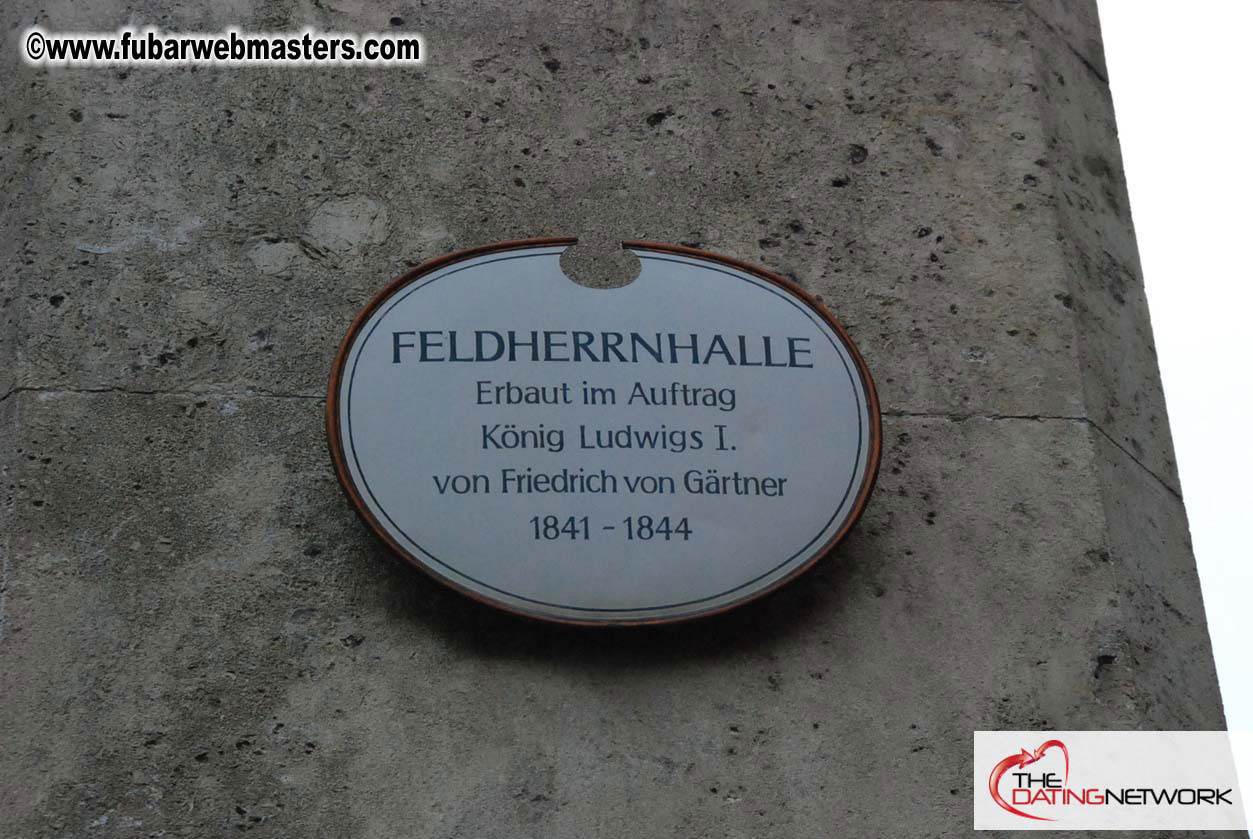 ©www.fubarwebmasters.com
FELDHERRNHALLE
Erbaut im Auftrag
König Ludwigs I.
von Friedrich von Gärtner
1841 - 1844
THE
DATINGNETWORK